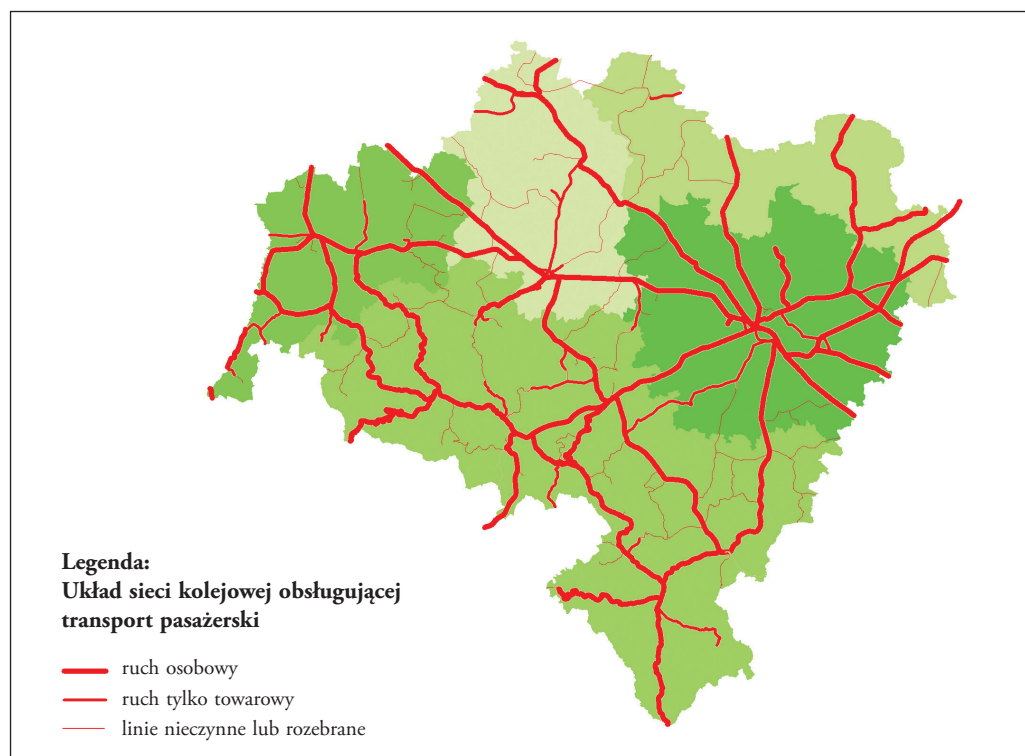 Legenda:
Układ sieci kolejowej obsługującej
transport pasażerski
ruch osobowy
ruch tylko towarowy
linie nieczynne lub rozebrane